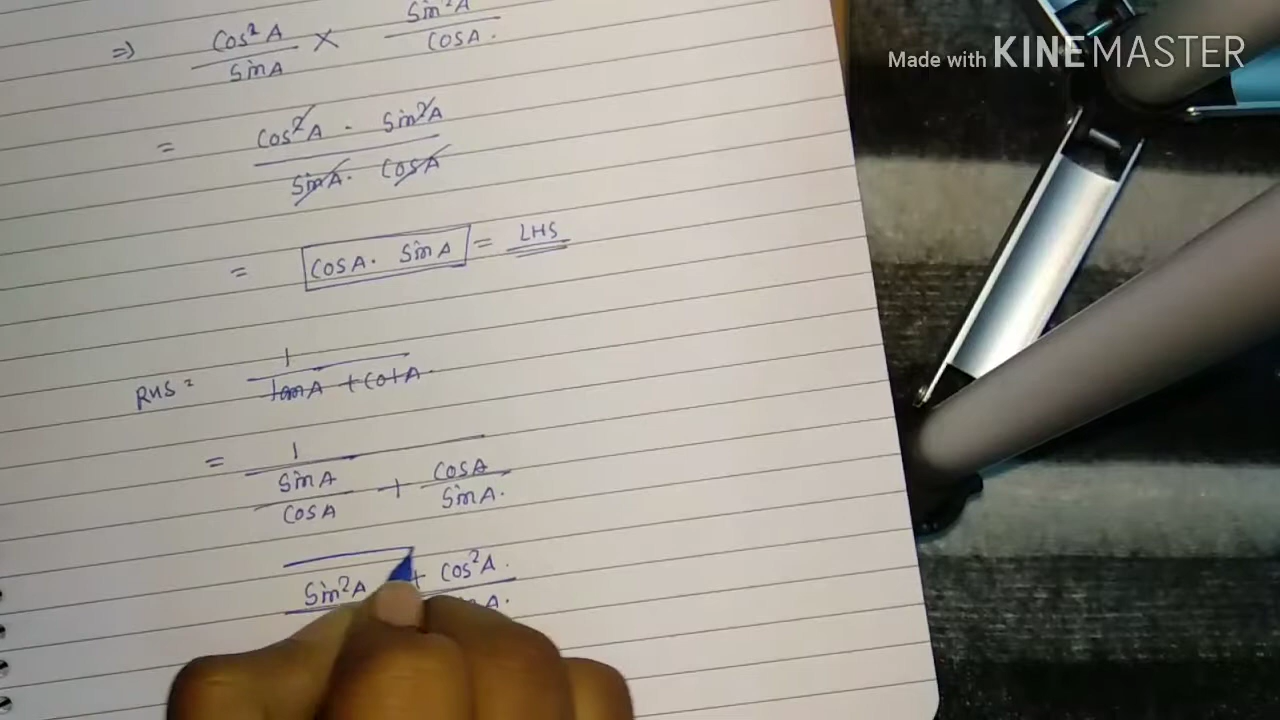 ⇒ Cos²A / SinA × Sin²A / CosA.
= Cos²A . Sin²A / SinA. CosA
= CosA. SinA = LHS
RHS = 1 / tanA + CotA.
= 1 / SinA / CosA + CosA / SinA.
Sin²A + Cos²A.
A.
Made with KINEMASTER